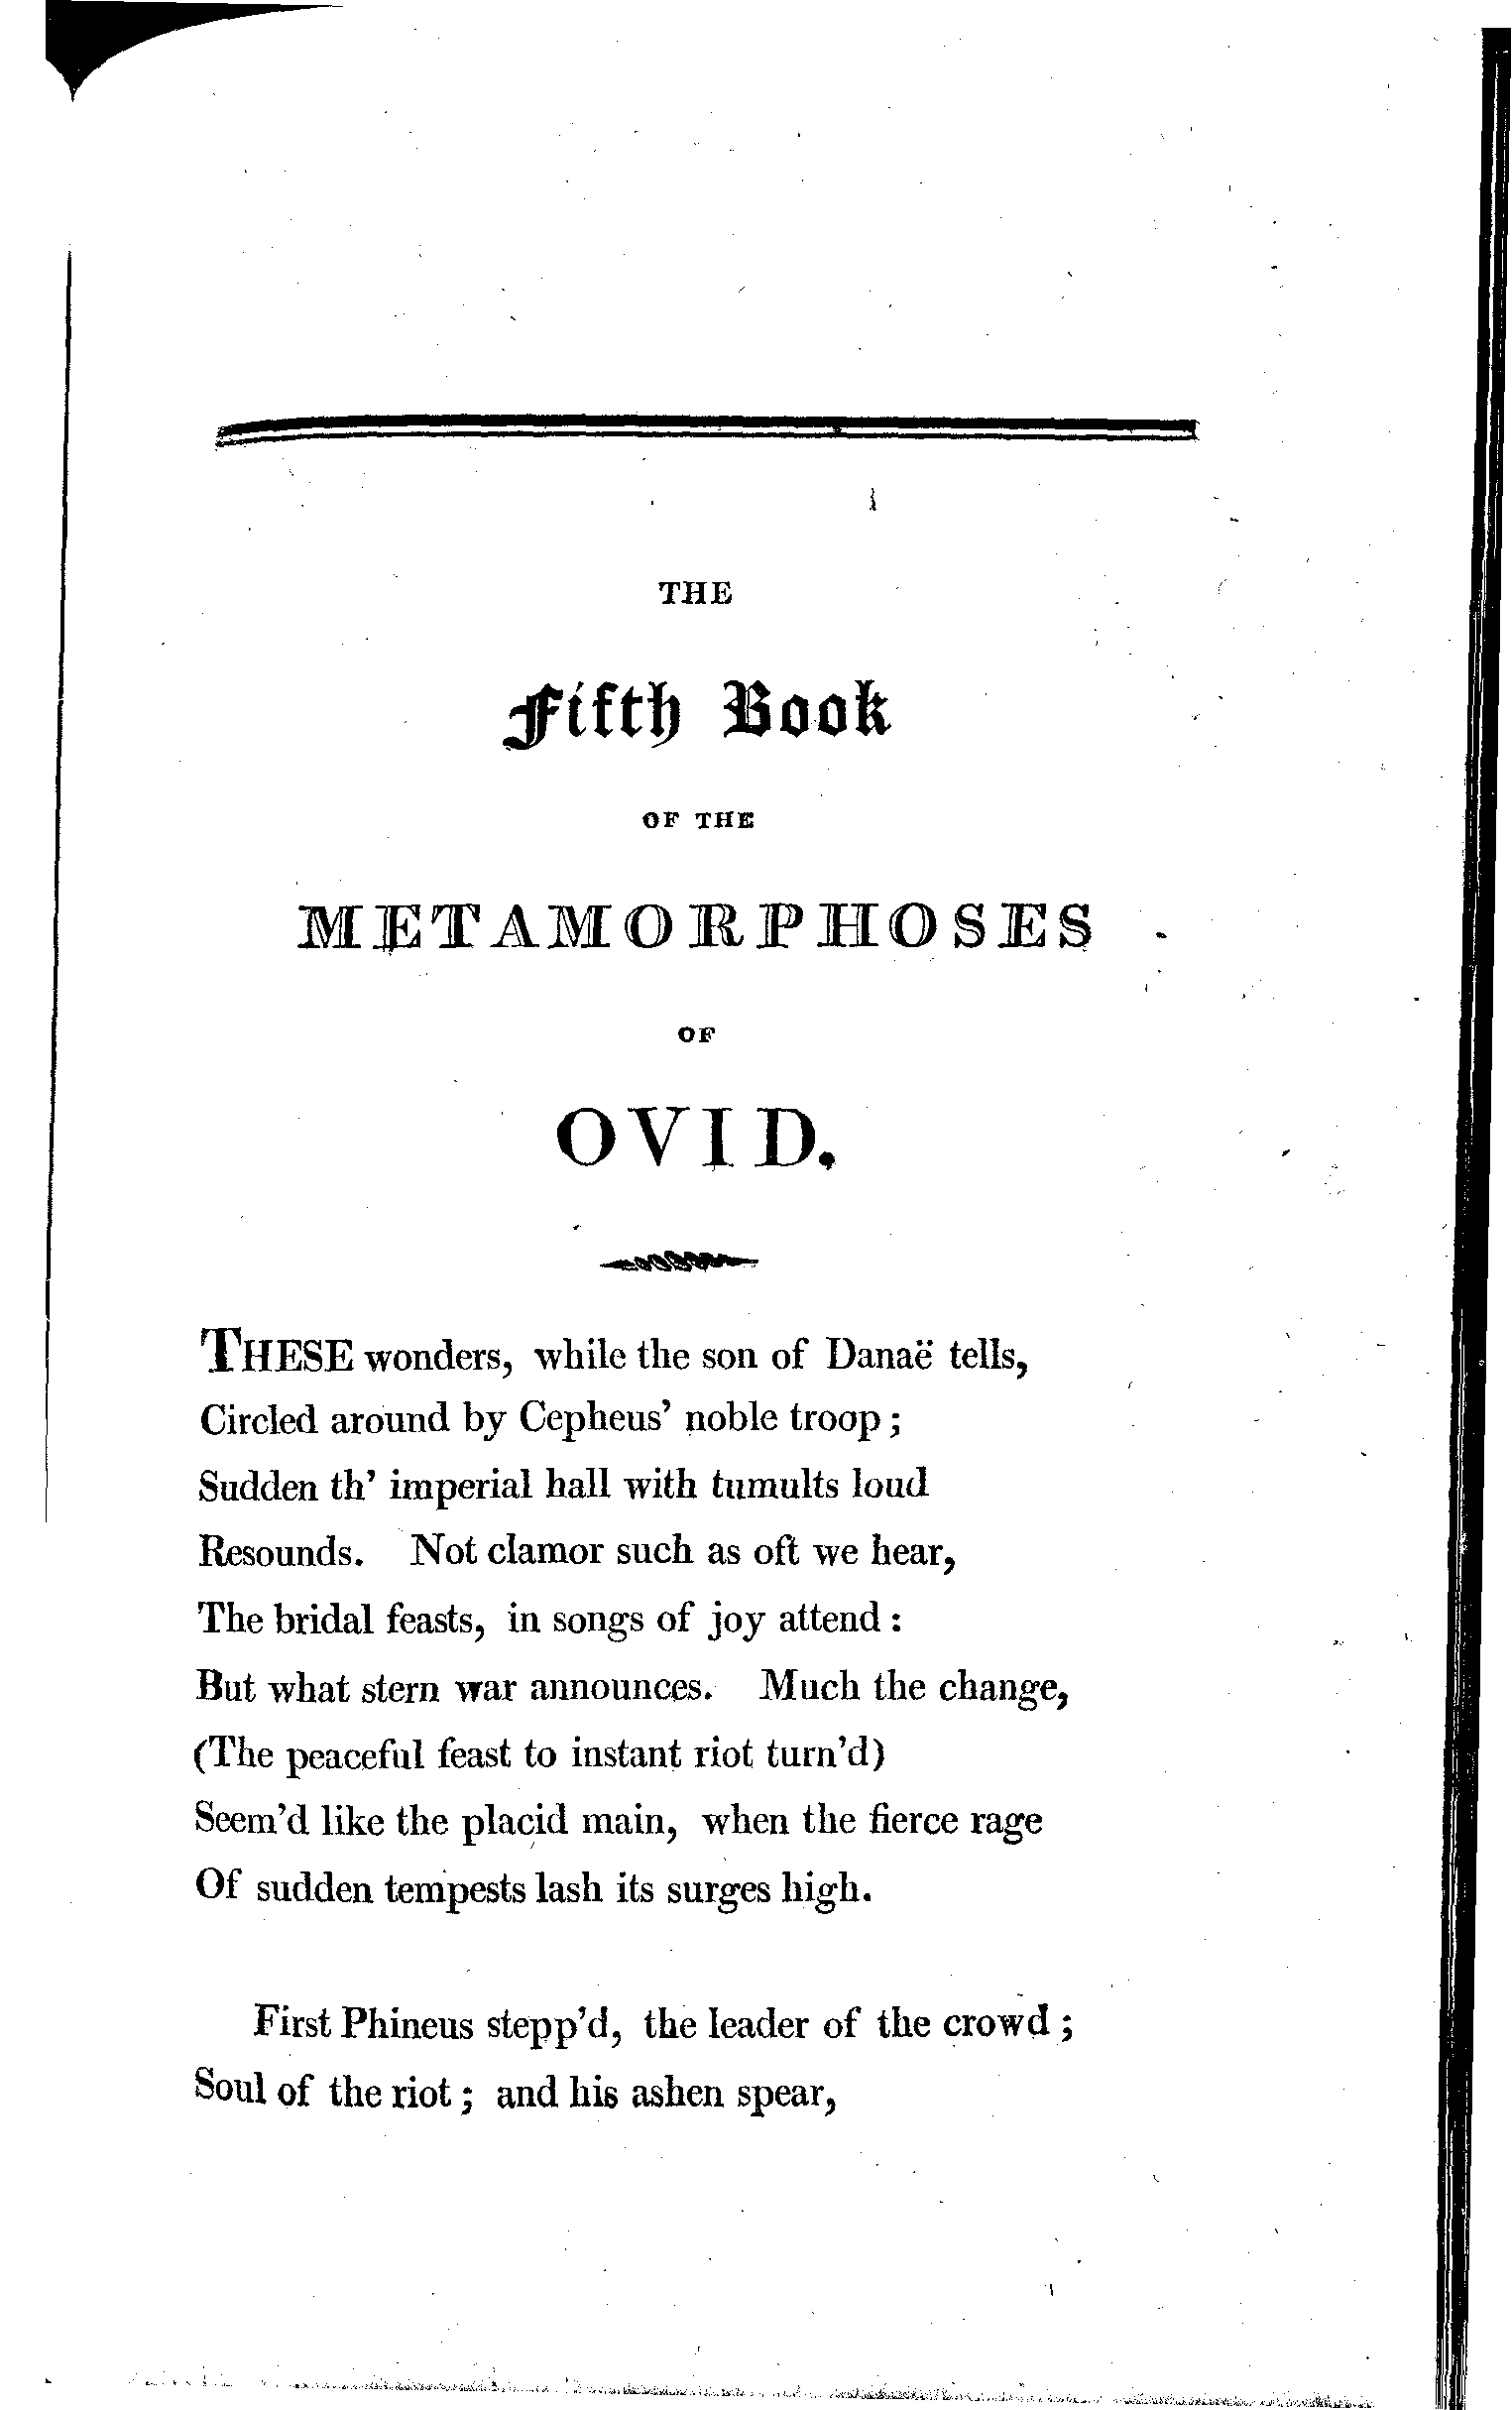 THE
Fifth Book
OF THE
METAMORPHOSES
OF
OVID.
THESE wonders, while the son of Danaë tells,
Circled around by Cepheus' noble troop;
Sudden th' imperial hall with tumults loud
Resounds. Not clamor such as oft we hear,
The bridal feasts, in songs of joy attend:
But what stern war announces. Much the change,
(The peaceful feast to instant riot turn'd)
Seem'd like the placid main, when the fierce rage
Of sudden tempests lash its surges high.
First Phineus stepp'd, the leader of the crowd;
Soul of the riot; and his ashen spear,